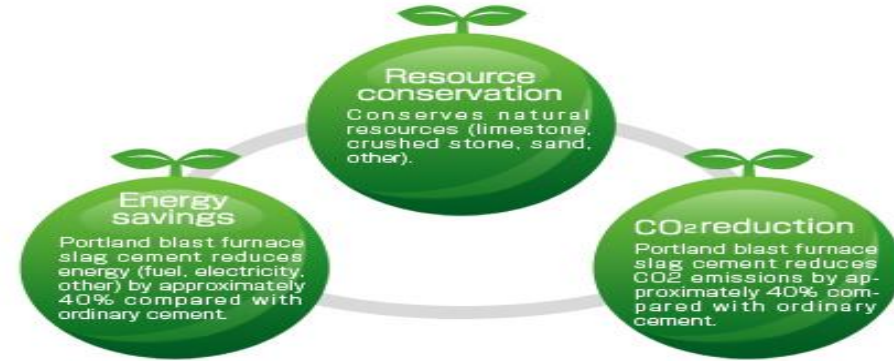 Resource
conservation
Conserves natural
resources (limestone,
crushed stone, sand,
other).
Energy
savings
Portland blast furnace
slag cement reduces
energy (fuel, electricity,
other) by approximately
40% compared with
ordinary cement.
CO2 reduction
Portland blast furnace
slag cement reduces
CO2 emissions by ap-
proximately 40% com-
pared with ordinary
cement.